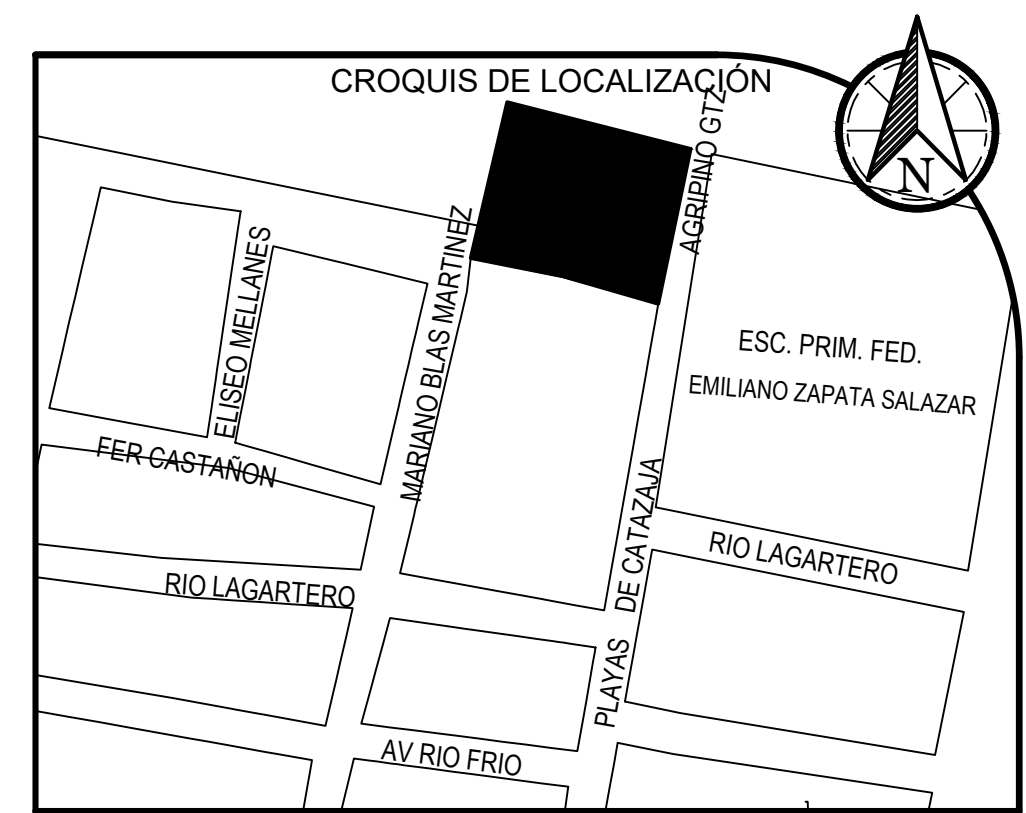 CROQUIS DE LOCALIZACIÓN
N
AGRIPINO GTZ
MARIANO BLAS MARTINEZ
ELISEO MELLANES
ESC. PRIM. FED.
EMILIANO ZAPATA SALAZAR
FER CASTAÑON
RIO LAGARTERO
RIO LAGARTERO
PLAYAS DE CATAZAJA
AV RIO FRIO